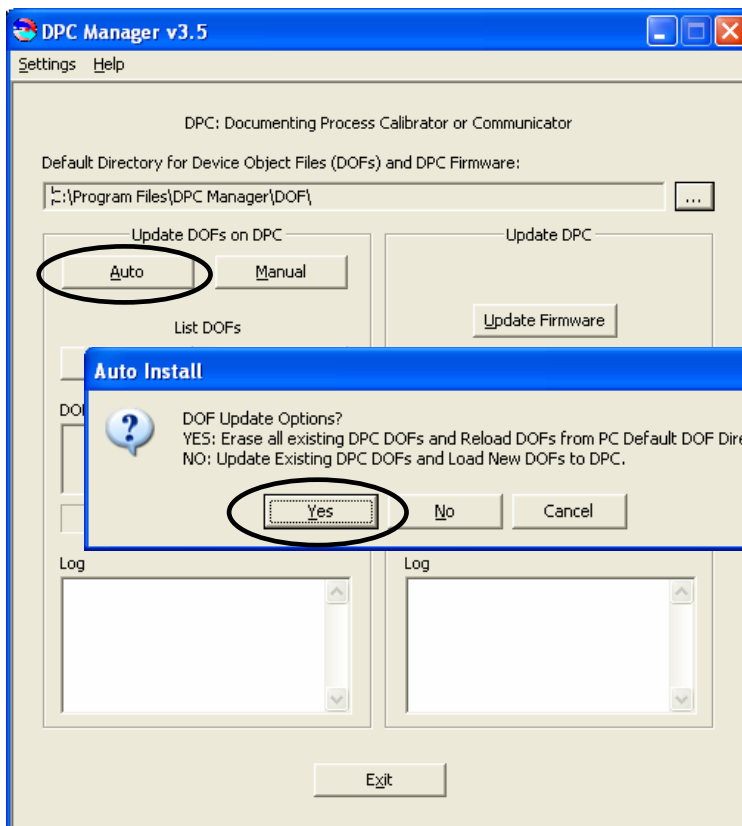 DPC Manager v3.5
Settings Help
DPC: Documenting Process Calibrator or Communicator
Default Directory for Device Object Files (DOFs) and DPC Firmware:
C:\Program Files\DPC Manager\DOF\
...
Update DOFs on DPC
Update DPC
Auto
Manual
Update Firmware
List DOFs
Auto Install
DOF Update Options?
YES: Erase all existing DPC DOFs and Reload DOFs from PC Default DOF Dire
NO: Update Existing DPC DOFs and Load New DOFs to DPC.
Yes
No
Cancel
Log
Log
Exit